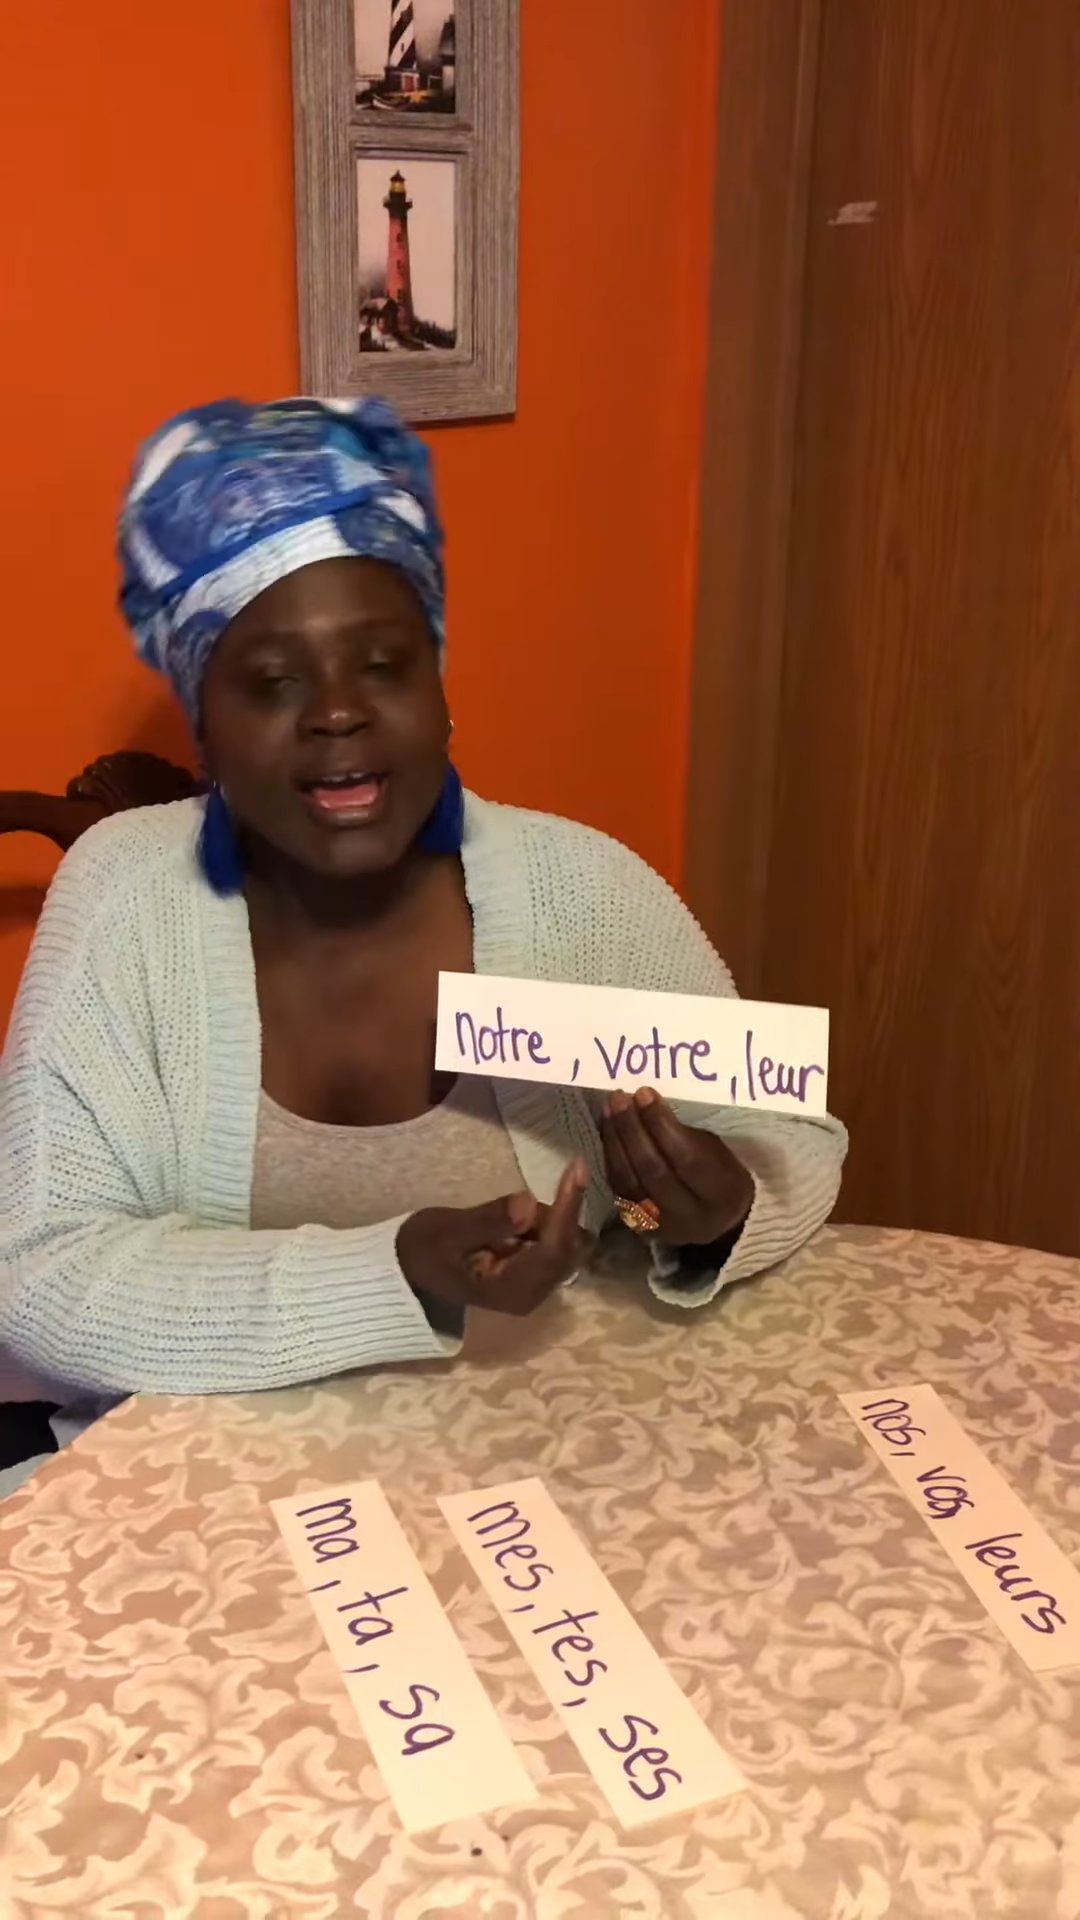 notre, votre, leur
nos, vos, leurs
ma, ta, sa
mes, tes, ses